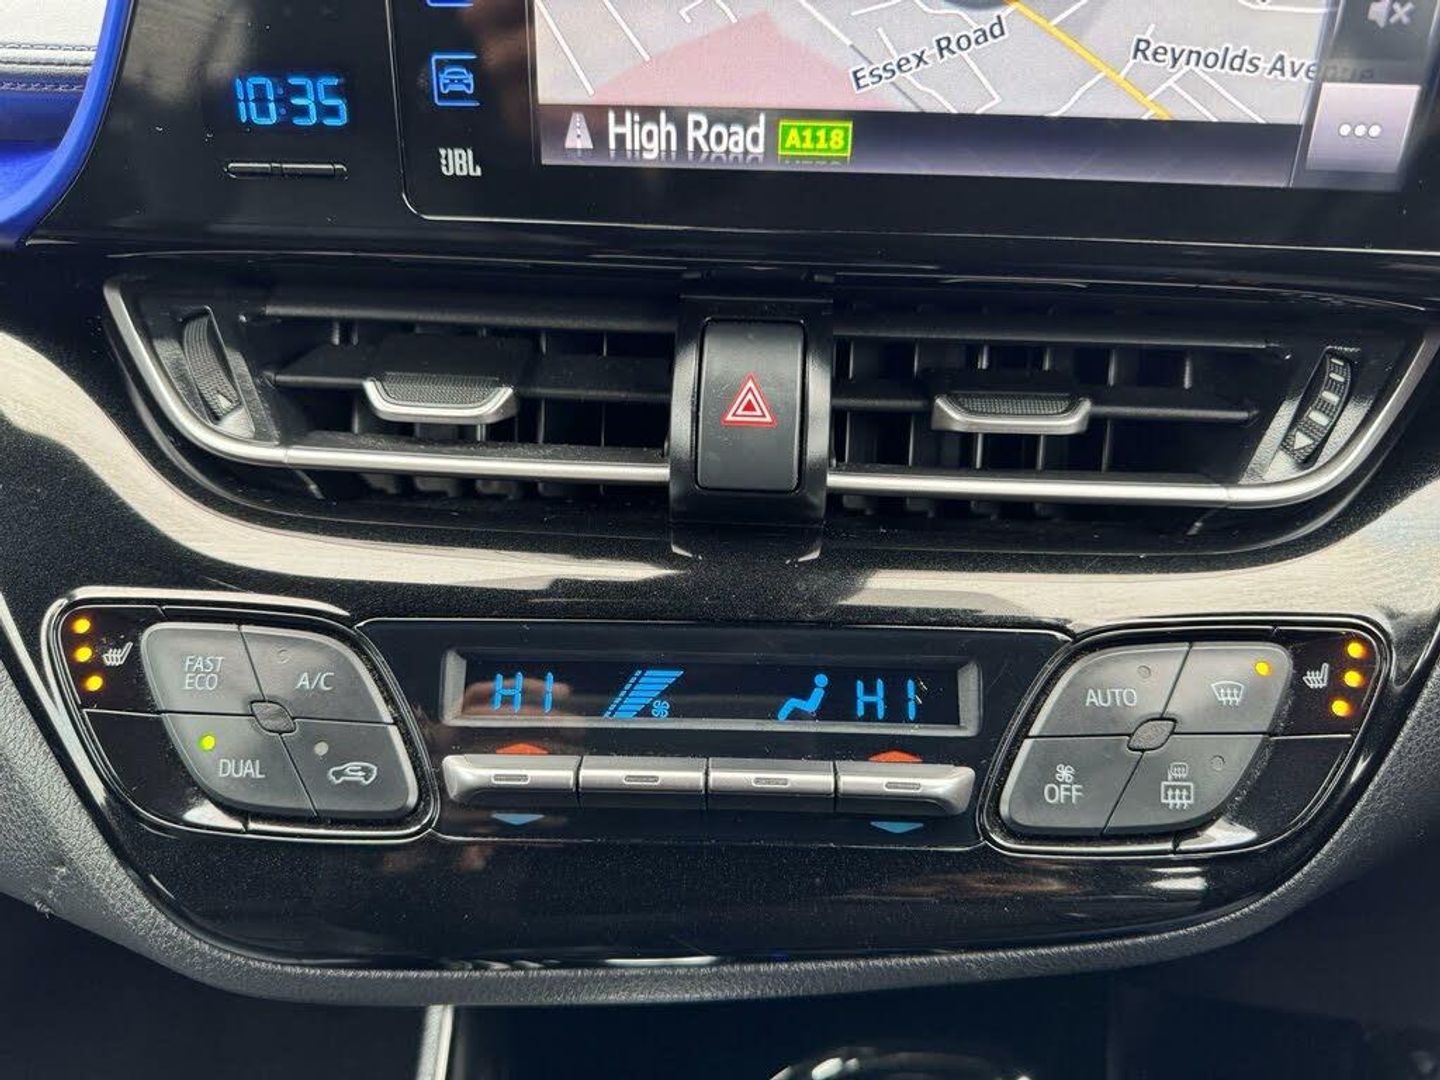 Essex Road
Reynolds Avenue
10:35
High Road A118
JBL
FAST ECO
A/C
HI
HI
AUTO
DUAL
OFF